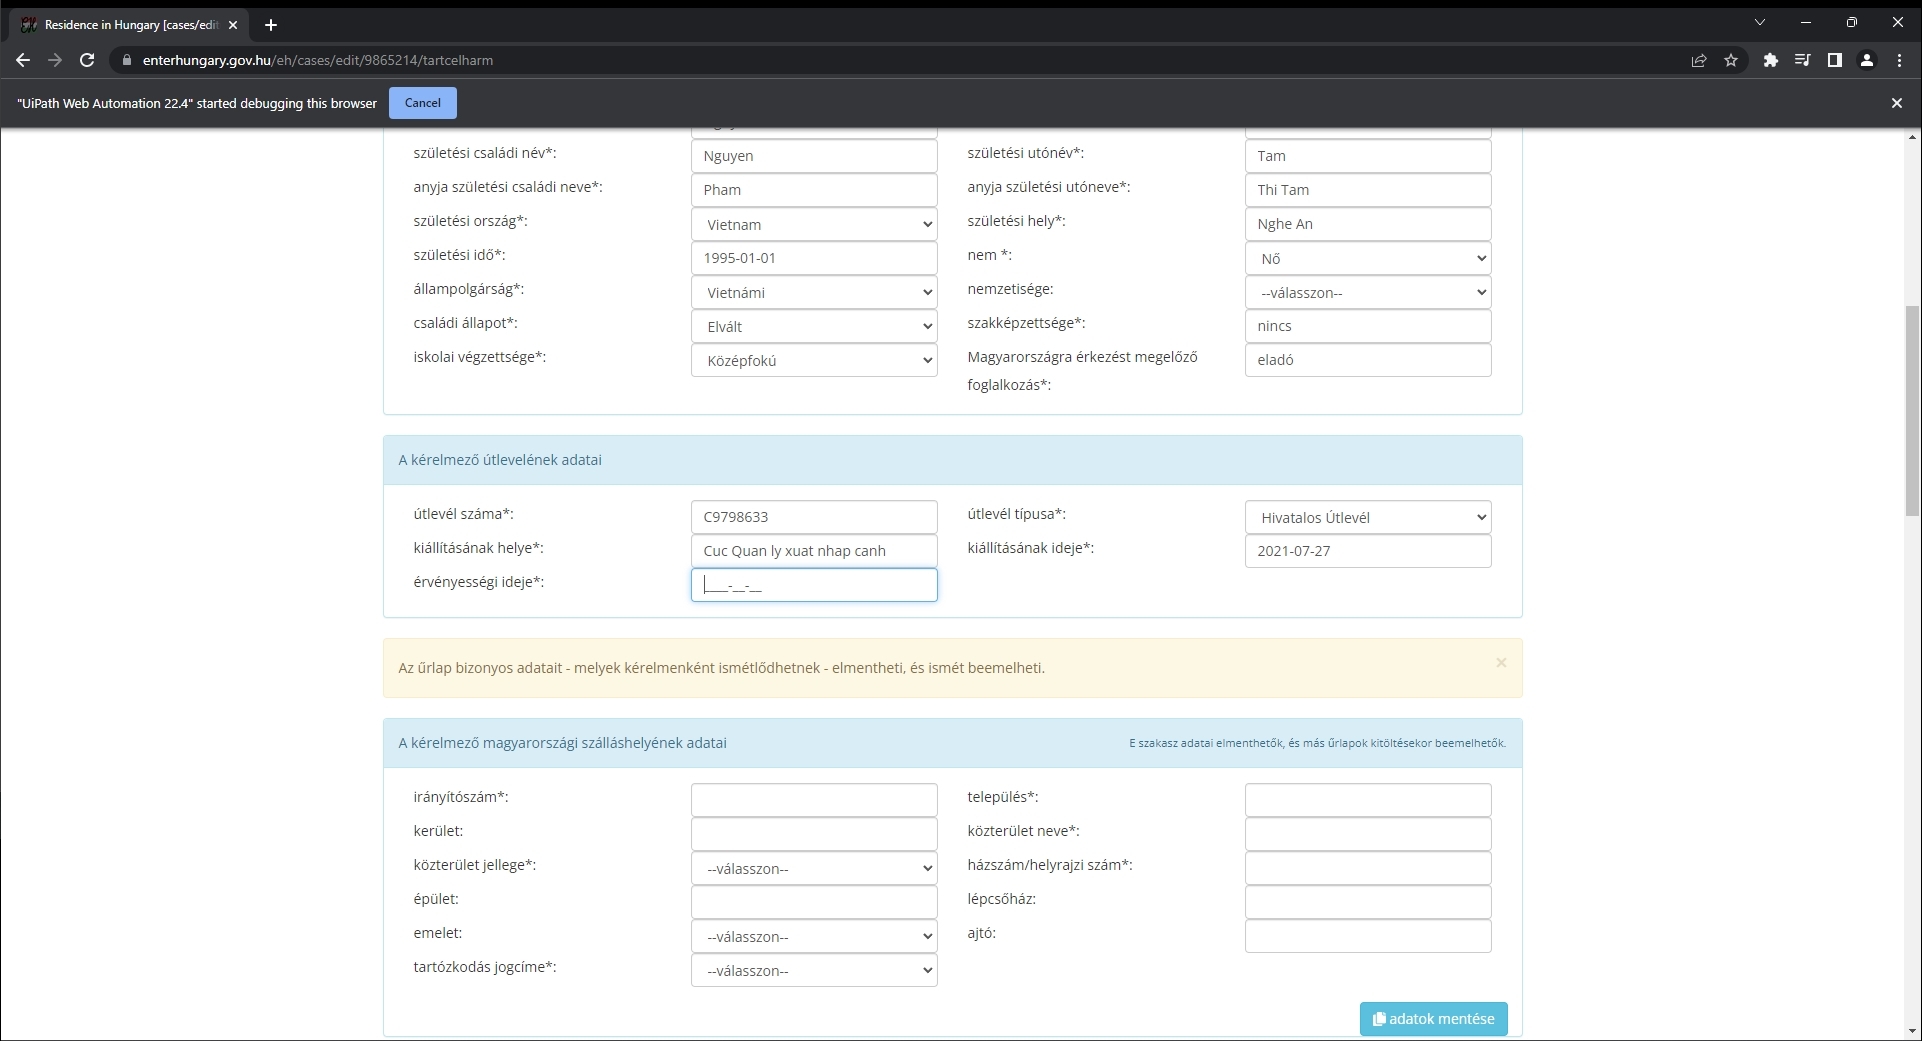 Residence in Hungary [cases/edit
enterhungary.gov.hu/eh/cases/edit/9865214/tartcelharm
"UiPath Web Automation 22.4" started debugging this browser Cancel
születési családi név*: Nguyen születési utónév*: Tam
anyja születési családi neve*: Pham anyja születési utóneve*: Thi Tam
születési ország*: Vietnam születési hely*: Nghe An
születési idő*: 1995-01-01 nem *: Nő
állampolgárság*: Vietnámi nemzetisége: --válasszon--
családi állapot*: Elvált szakképzettsége*: nincs
iskolai végzettsége*: Középfokú Magyarországra érkezést megelőző foglalkozás*: eladó
A kérelmező útlevelének adatai
útlevél száma*: C9798633 útlevél típusa*: Hivatalos Útlevél
kiállításának helye*: Cuc Quan ly xuat nhap canh kiállításának ideje*: 2021-07-27
érvényességi ideje*: ____-__-__
Az űrlap bizonyos adatait - melyek kérelmenként ismétlődhetnek - elmentheti, és ismét beemelheti.
A kérelmező magyarországi szálláshelyének adatai E szakasz adatai elmenthetők, és más űrlapok kitöltésekor beemelhetők.
irányítószám*: település*:
kerület: közterület neve*:
közterület jellege*: --válasszon-- házszám/helyrajzi szám*:
épület: lépcsőház:
emelet: --válasszon-- ajtó:
tartózkodás jogcíme*: --válasszon--
adatok mentése